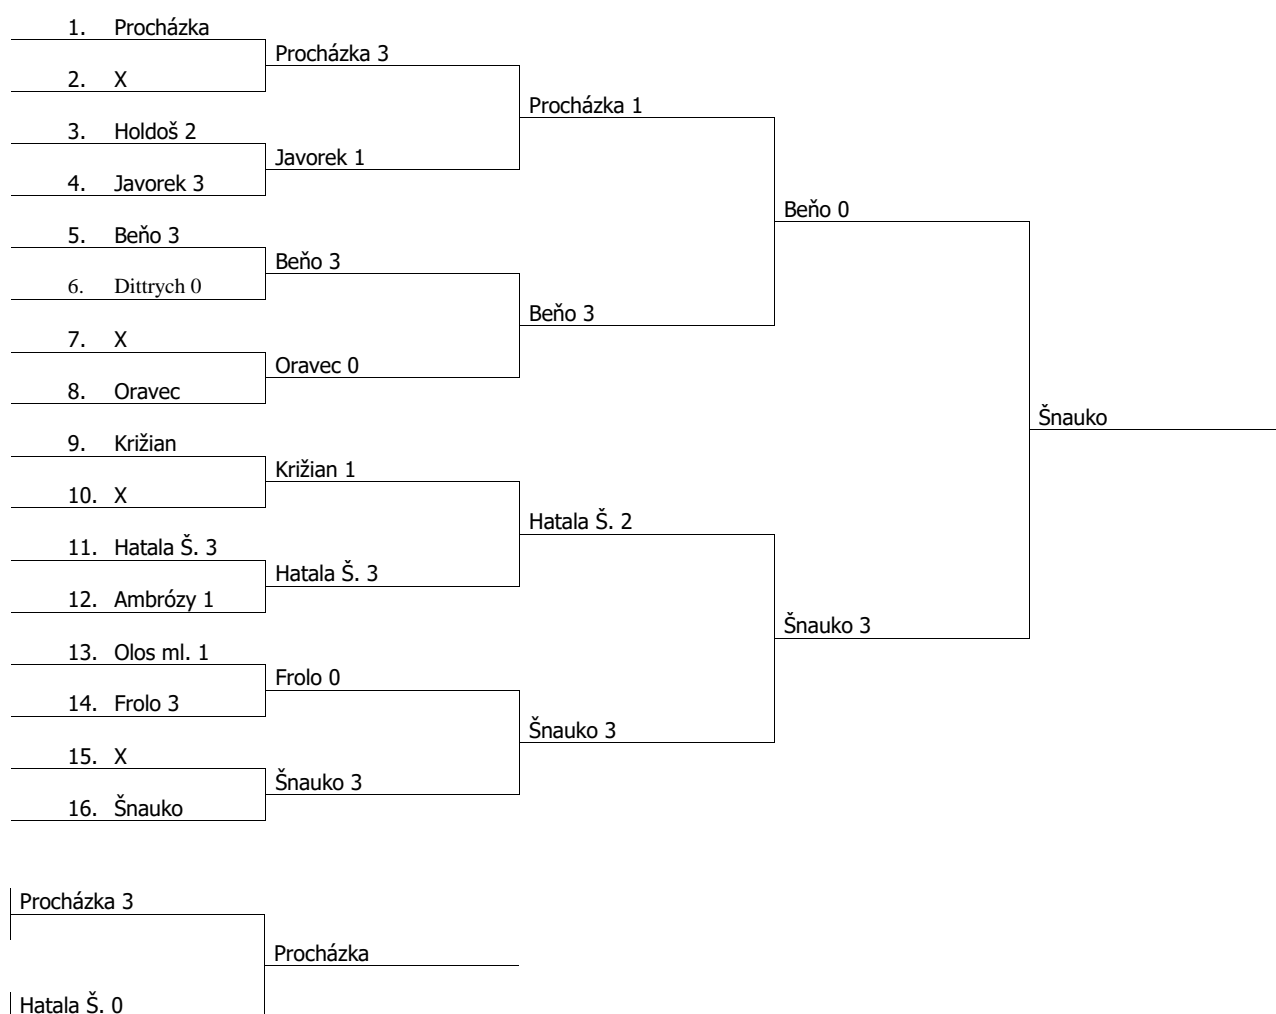 1. Procházka
Procházka 3
2. X
Procházka 1
3. Holdoš 2
Javorek 1
4. Javorek 3
Beňo 0
5. Beňo 3
Beňo 3
6. Dittrych 0
Beňo 3
7. X
Oravec 0
8. Oravec
Šnauko
9. Križian
Križian 1
10. X
Hatala Š. 2
11. Hatala Š. 3
Hatala Š. 3
12. Ambrózy 1
Šnauko 3
13. Olos ml. 1
Frolo 0
14. Frolo 3
Šnauko 3
15. X
Šnauko 3
16. Šnauko
Procházka 3
Procházka
Hatala Š. 0